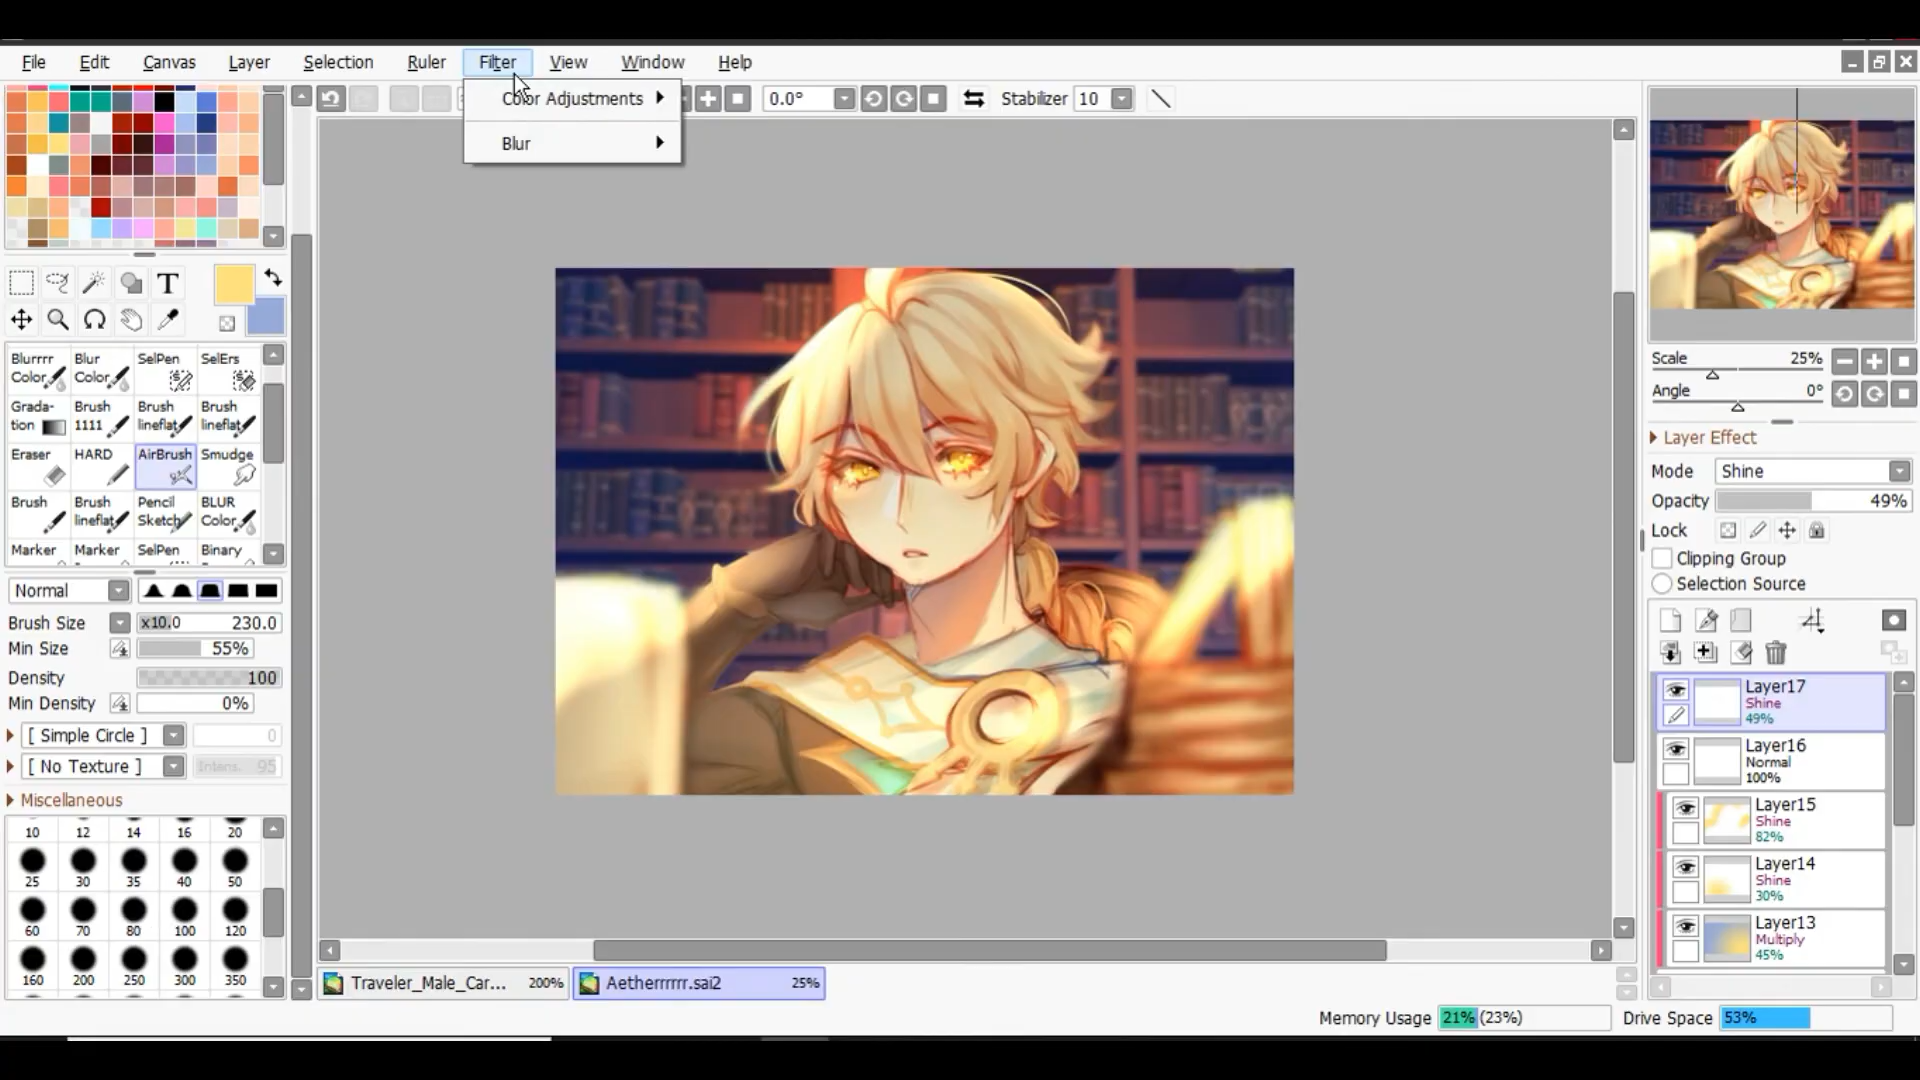 File Edit Canvas Layer Selection Ruler Filter View Window Help
Color Adjustments
Blur
0.0° Stabilizer 10
T
Blurrrr Color
Blur Color
SelPen
SelErs
Grada-tion
Brush 1111
Brush lineflat
Brush lineflat
Eraser
HARD
AirBrush
Smudge
Brush
Brush lineflat
Pencil Sketch
BLUR Color
Marker Marker SelPen Binary
Normal
Brush Size x10.0 230.0
Min Size 55%
Density 100
Min Density 0%
[ Simple Circle ] 0
[ No Texture ] Intens. 95
Miscellaneous
10 12 14 16 20
25 30 35 40 50
60 70 80 100 120
160 200 250 300 350
Traveler_Male_Car... 200% Aetherrrrrr.sai2 25%
Scale 25%
Angle 0°
Layer Effect
Mode Shine
Opacity 49%
Lock
Clipping Group
Selection Source
Layer17
Shine
49%
Layer16
Normal
100%
Layer15
Shine
82%
Layer14
Shine
30%
Layer13
Multiply
45%
Memory Usage 21% (23%) Drive Space 53%